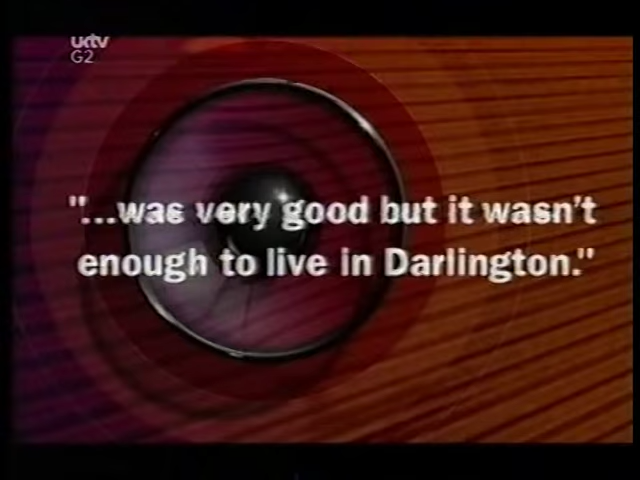 uktv
G2
"...was very good but it wasn't
enough to live in Darlington."